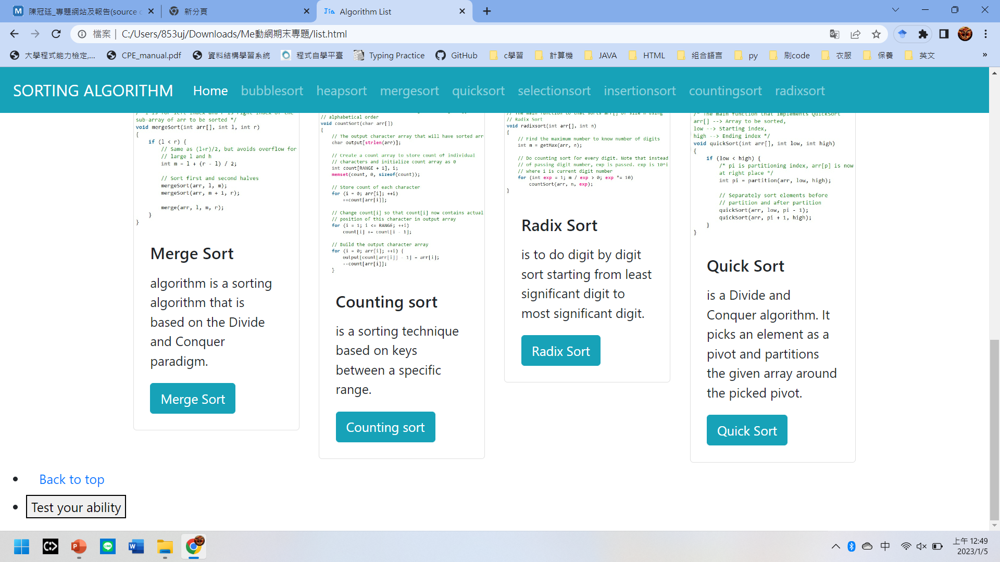 陳冠廷_專題網站及報告(source c
新分頁
Algorithm List
檔案 | C:/Users/853uj/Downloads/Me動網期末專題/list.html
大學程式能力檢定,... CPE_manual.pdf 資料結構學習系統 程式自學平臺 Typing Practice GitHub c學習 計算機 JAVA HTML 組合語言 py 刷code 衣服 保養 英文 »
SORTING ALGORITHM Home bubblesort heapsort mergesort quicksort selectionsort insertionsort countingsort radixsort
sub-array of arr to be sorted */
void mergeSort(int arr[], int l, int r)
{
if (l < r) {
// Same as (l+r)/2, but avoids overflow for
// large l and h
int m = l + (r - l) / 2;
// Sort first and second halves
mergeSort(arr, l, m);
mergeSort(arr, m + 1, r);
merge(arr, l, m, r);
}
}
Merge Sort
algorithm is a sorting
algorithm that is
based on the Divide
and Conquer
paradigm.
Merge Sort
// alphabetical order
void countSort(char arr[])
{
// The output character array that will have sorted arr
char output[strlen(arr)];
// Create a count array to store count of individual
// characters and initialize count array as 0
int count[RANGE + 1], i;
memset(count, 0, sizeof(count));
// Store count of each character
for (i = 0; arr[i]; ++i)
++count[arr[i]];
// Change count[i] so that count[i] now contains actual
// position of this character in output array
for (i = 1; i <= RANGE; ++i)
count[i] += count[i - 1];
// Build the output character array
for (i = 0; arr[i]; ++i) {
output[count[arr[i]] - 1] = arr[i];
--count[arr[i]];
}
Counting sort
is a sorting technique
based on keys
between a specific
range.
Counting sort
// The main function to that sorts arr[] of size n using
// Radix Sort
void radixsort(int arr[], int n)
{
// Find the maximum number to know number of digits
int m = getMax(arr, n);
// Do counting sort for every digit. Note that instead
// of passing digit number, exp is passed. exp is 10^i
// where i is current digit number
for (int exp = 1; m / exp > 0; exp *= 10)
countSort(arr, n, exp);
}
Radix Sort
is to do digit by digit
sort starting from least
significant digit to
most significant digit.
Radix Sort
/* The main function that implements QuickSort
arr[] --> Array to be sorted,
low --> Starting index,
high --> Ending index */
void quickSort(int arr[], int low, int high)
{
if (low < high) {
/* pi is partitioning index, arr[p] is now
at right place */
int pi = partition(arr, low, high);
// Separately sort elements before
// partition and after partition
quickSort(arr, low, pi - 1);
quickSort(arr, pi + 1, high);
}
}
Quick Sort
is a Divide and
Conquer algorithm. It
picks an element as a
pivot and partitions
the given array around
the picked pivot.
Quick Sort
Back to top
Test your ability
中
上午 12:49
2023/1/5